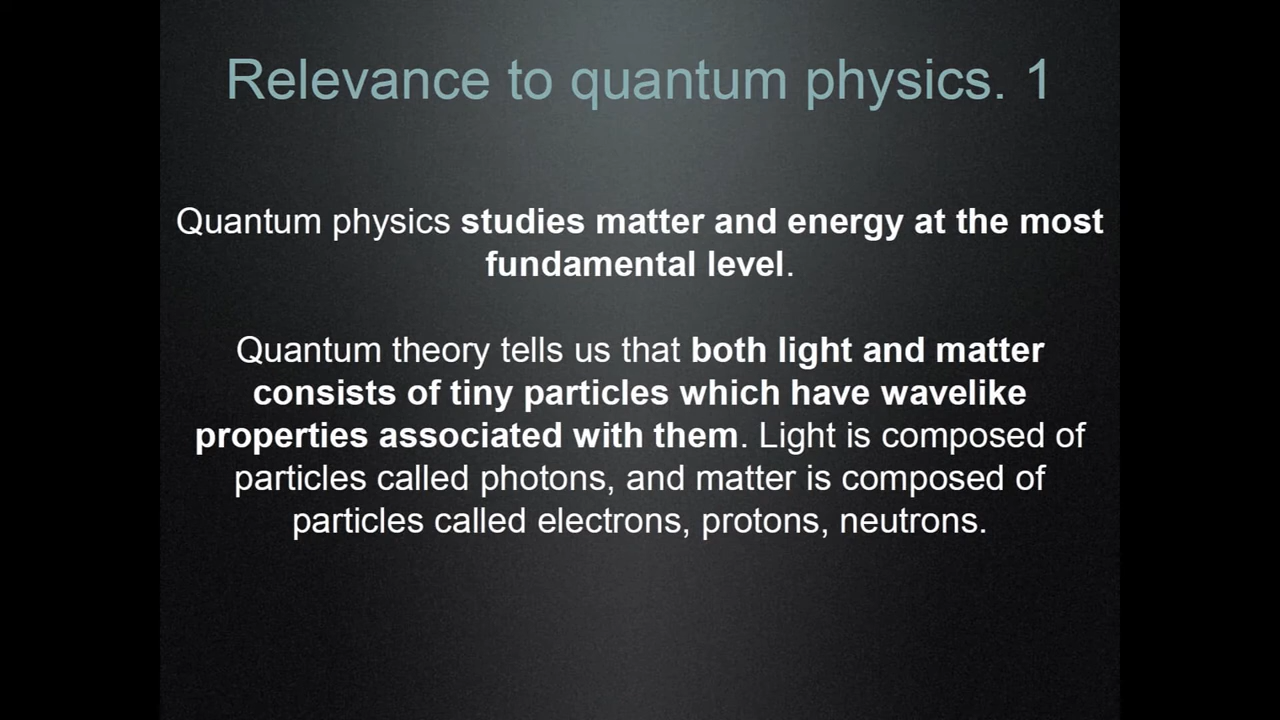 Relevance to quantum physics. 1
Quantum physics studies matter and energy at the most
fundamental level.
Quantum theory tells us that both light and matter
consists of tiny particles which have wavelike
properties associated with them. Light is composed of
particles called photons, and matter is composed of
particles called electrons, protons, neutrons.